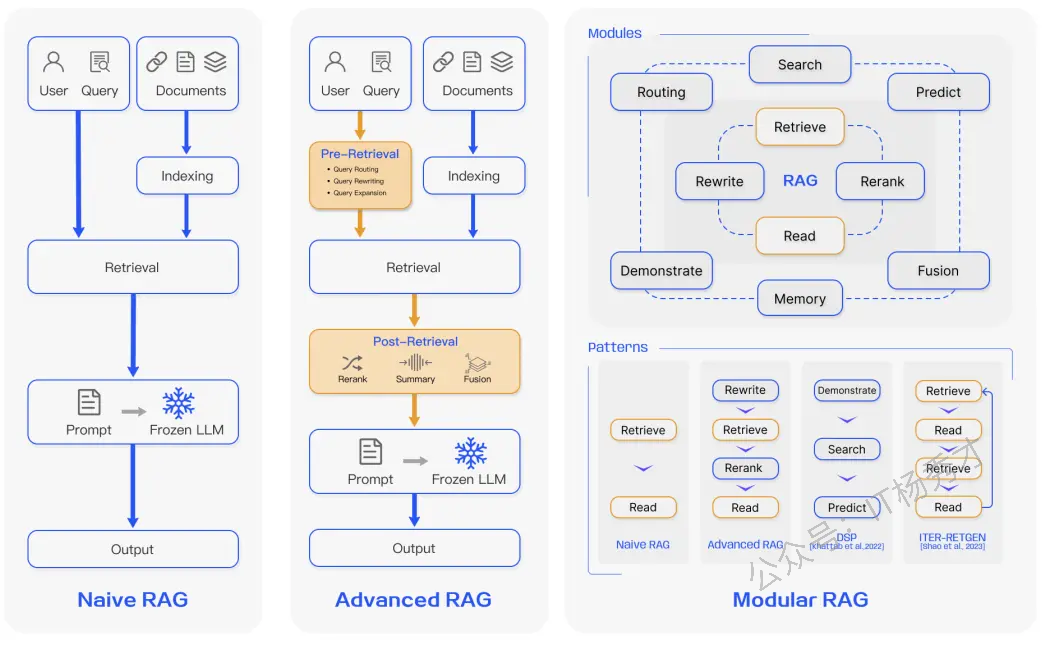 User Query
Documents
Indexing
Retrieval
Prompt
Frozen LLM
Output
Naive RAG
User Query
Documents
Pre-Retrieval
• Query Routing
• Query Rewriting
• Query Expansion
Indexing
Retrieval
Post-Retrieval
Rerank
Summary
Fusion
Prompt
Frozen LLM
Output
Advanced RAG
Modules
Search
Routing
Predict
Retrieve
Rewrite
RAG
Rerank
Read
Demonstrate
Fusion
Memory
Patterns
Retrieve
Read
Naive RAG
Rewrite
Retrieve
Rerank
Read
Advanced RAG
Demonstrate
Search
Predict
DSP
[Khattab et al.,2022]
Retrieve
Read
Retrieve
Read
ITER-RETGEN
[Shao et al., 2023]
Modular RAG
公众号：IT杨秀才